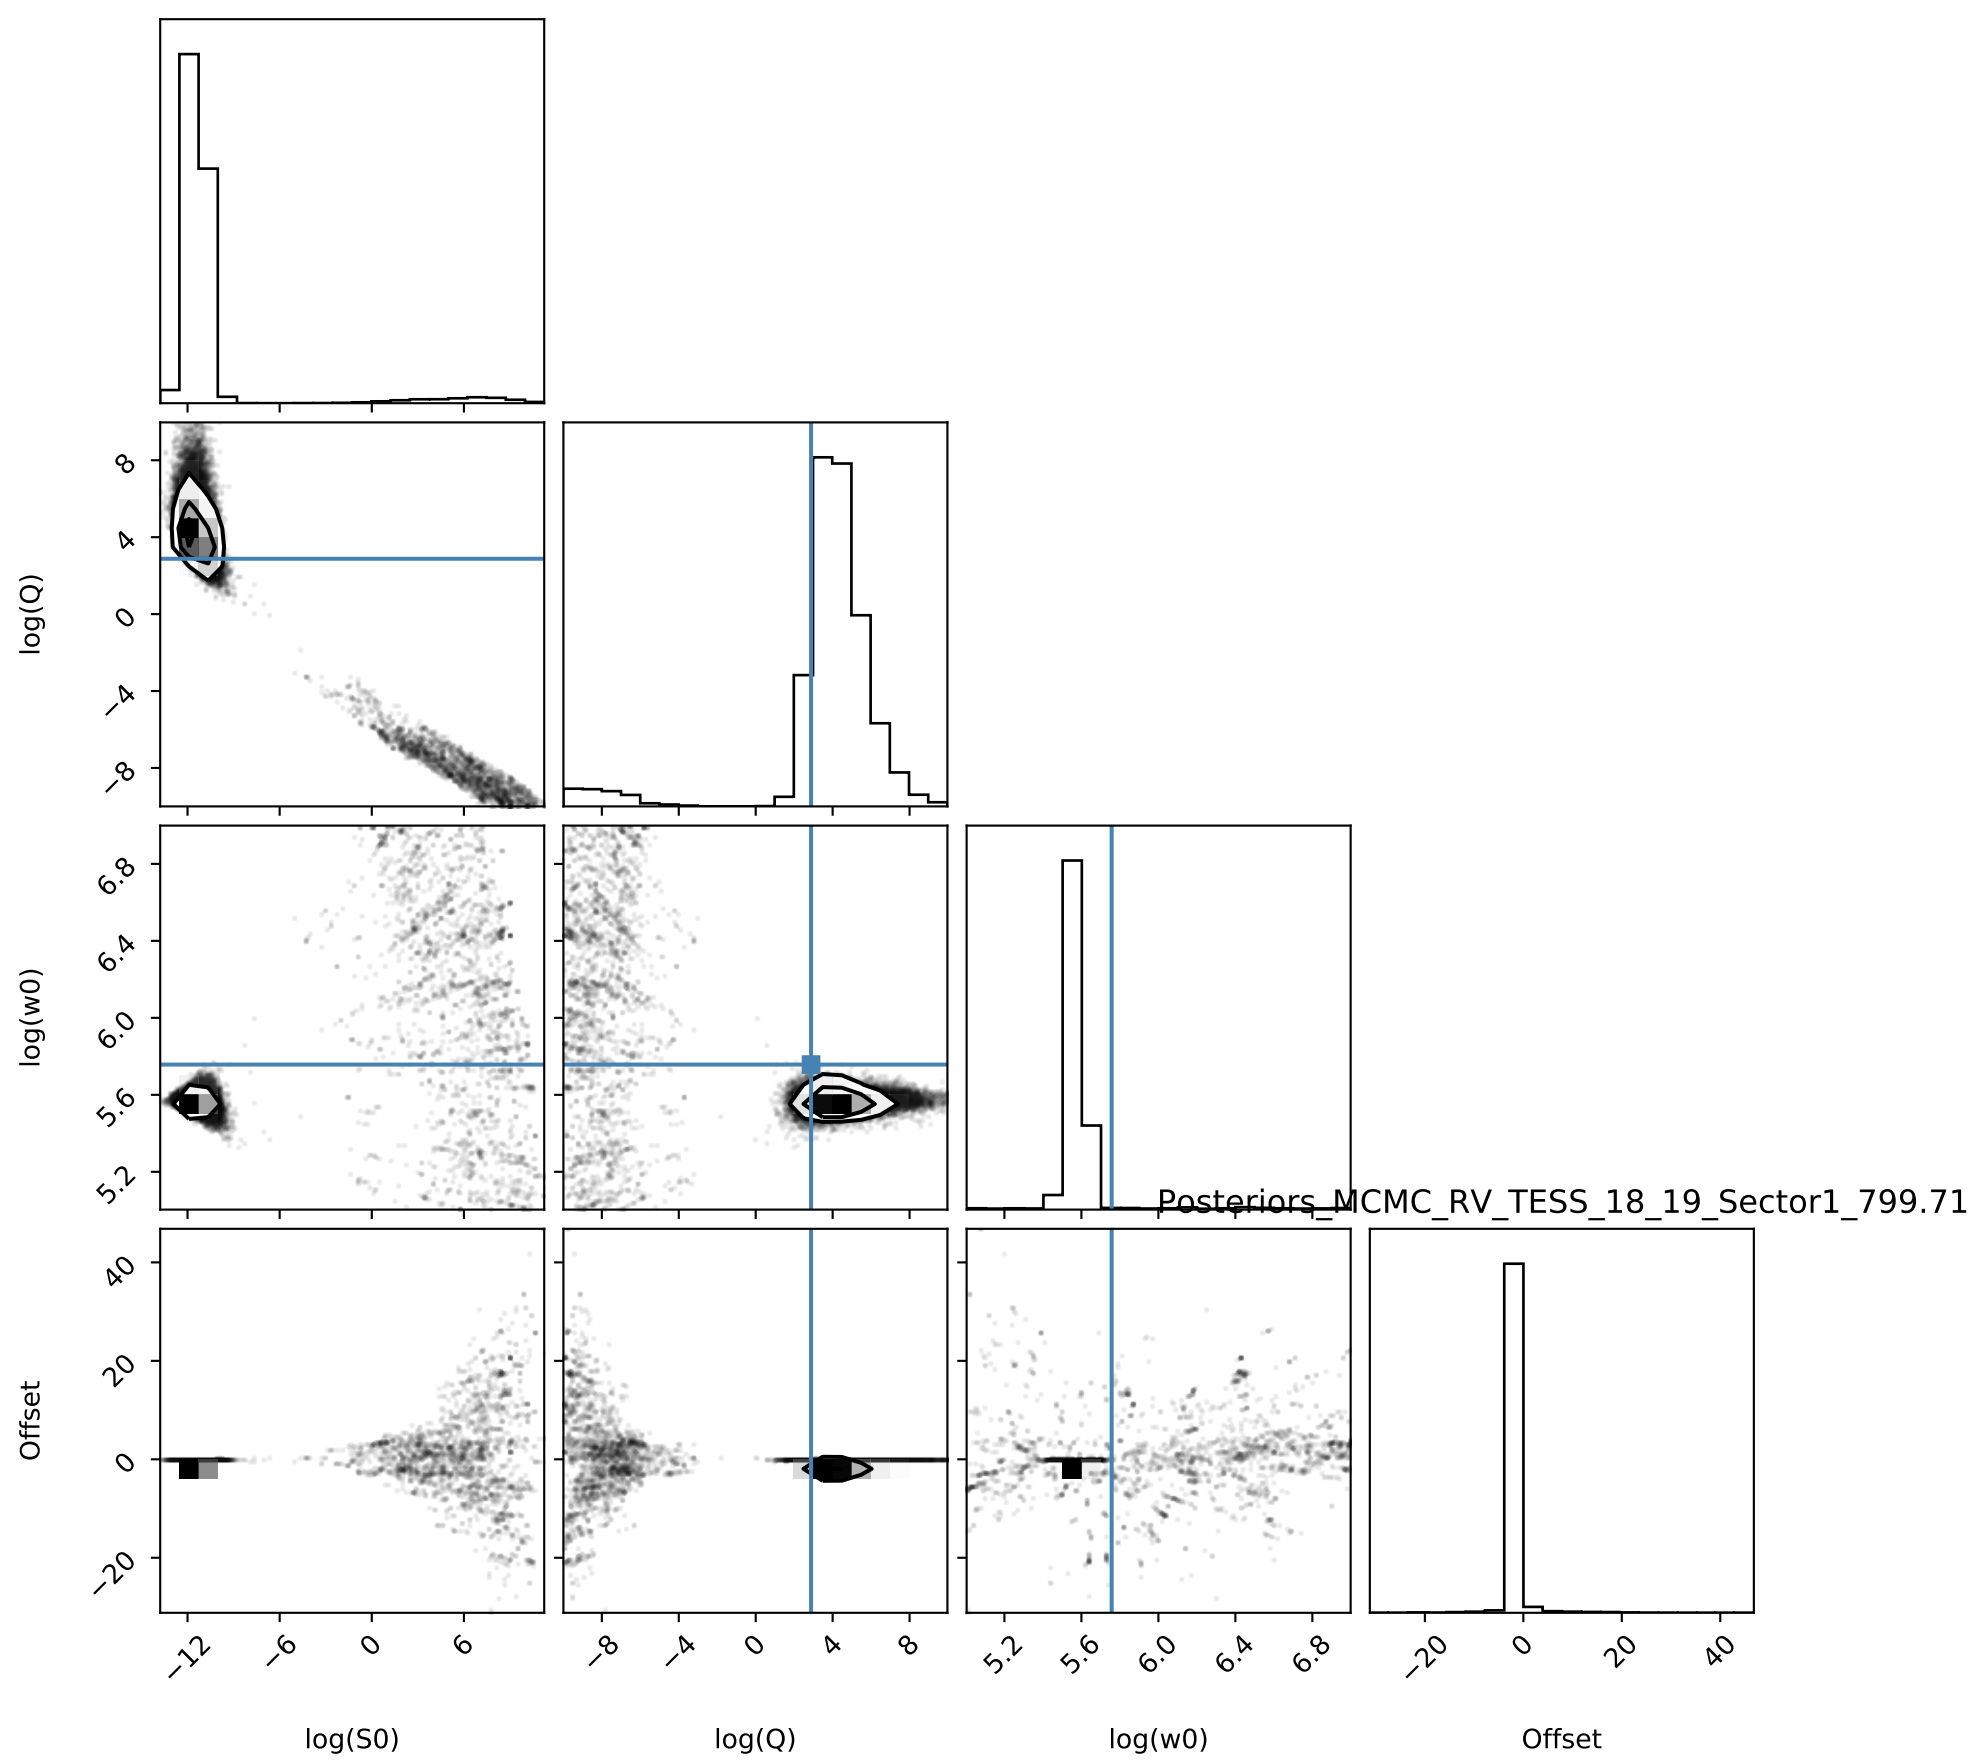 8
4
0
−4
−8
log(Q)
6.8
6.4
6.0
5.6
5.2
log(w0)
Posteriors_MCMC_RV_TESS_18_19_Sector1_799.71
40
20
0
−20
Offset
−12 −6 0 6
−8 −4 0 4 8
5.2 5.6 6.0 6.4 6.8
−20 0 20 40
log(S0) log(Q) log(w0) Offset